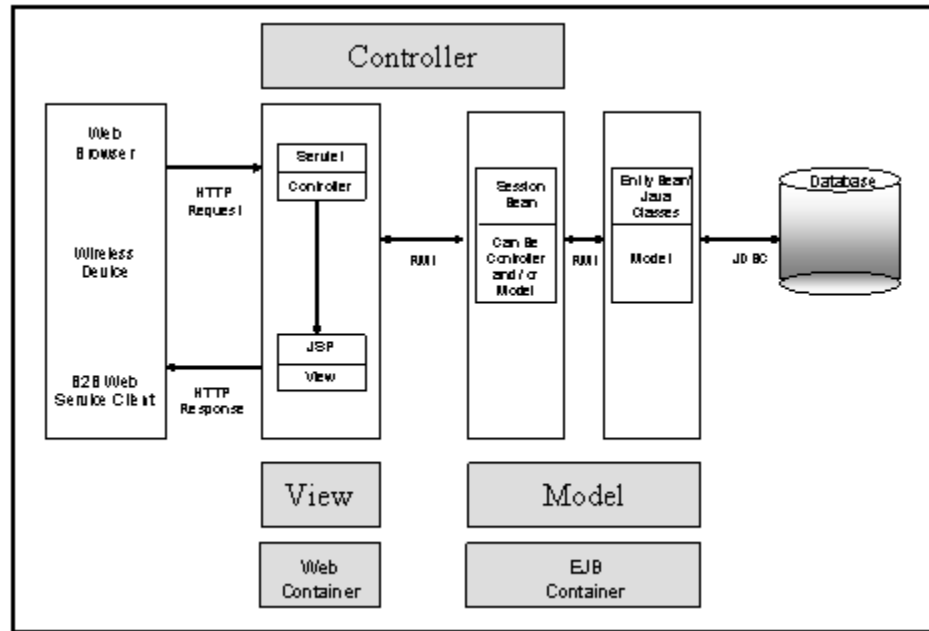 Controller
Web
Browser
HTTP
Request
Wireless
Device
B2B Web
Service Client
HTTP
Response
Servlet
Controller
JSP
View
RMI
Session
Bean
Can Be
Controller
and / or
Model
RMI
Entity Bean/
Java
Classes
Model
JDBC
Database
View
Model
Web
Container
EJB
Container